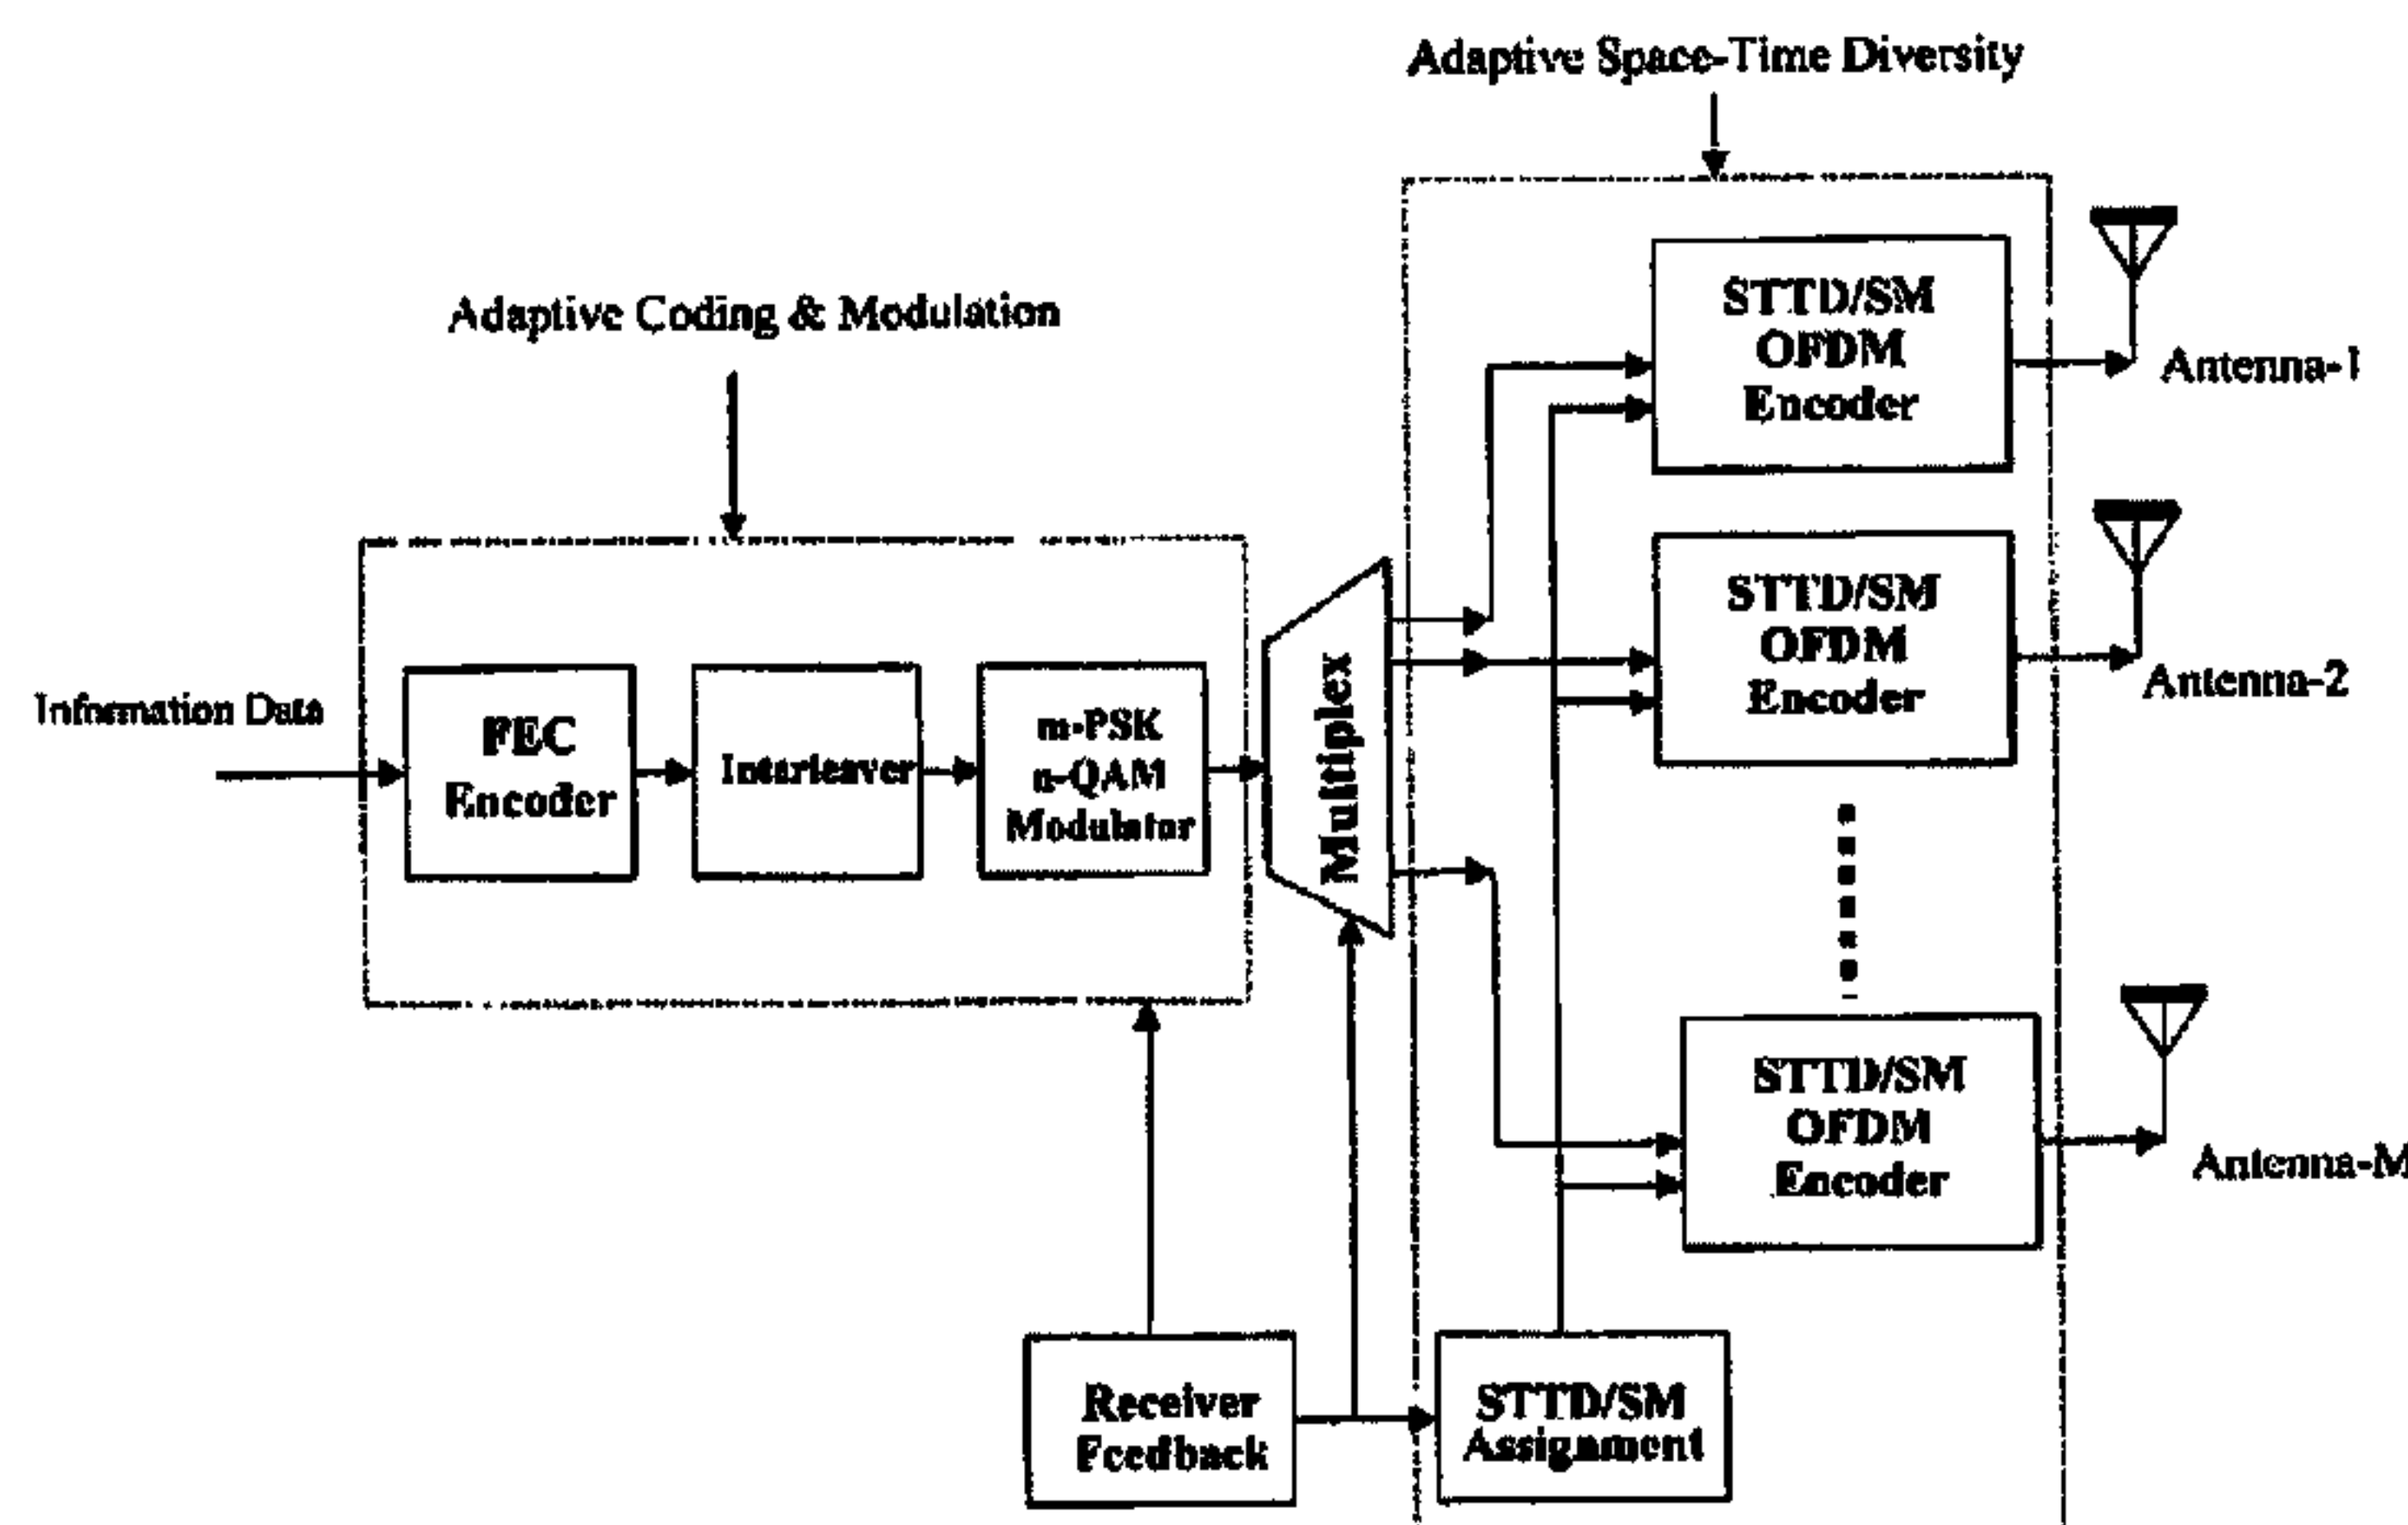 Adaptive Space-Time Diversity
Adaptive Coding & Modulation
STTD/SM
OFDM
Encoder
Antenna-1
STTD/SM
OFDM
Encoder
Antenna-2
Information Data
FEC
Encoder
Interleaver
m-PSK
n-QAM
Modulator
Multiplex
STTD/SM
OFDM
Encoder
Antenna-M
Receiver
Feedback
STTD/SM
Assignment